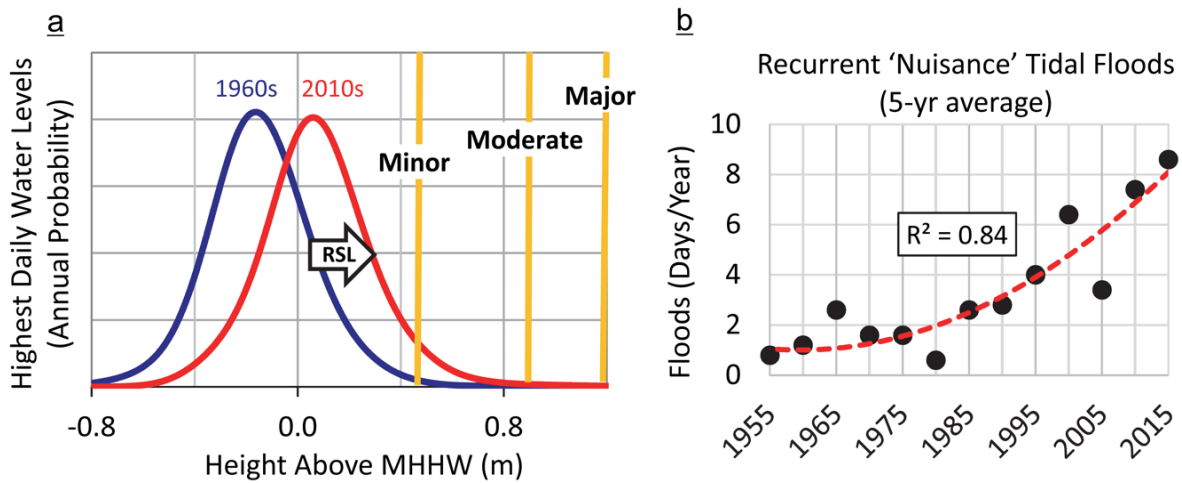 a
1960s 2010s
Minor
Moderate
Major
RSL
Highest Daily Water Levels
(Annual Probability)
-0.8 0.0 0.8
Height Above MHHW (m)
b
Recurrent ‘Nuisance’ Tidal Floods
(5-yr average)
Floods (Days/Year)
10
8
6
4
2
0
R² = 0.84
1955 1965 1975 1985 1995 2005 2015